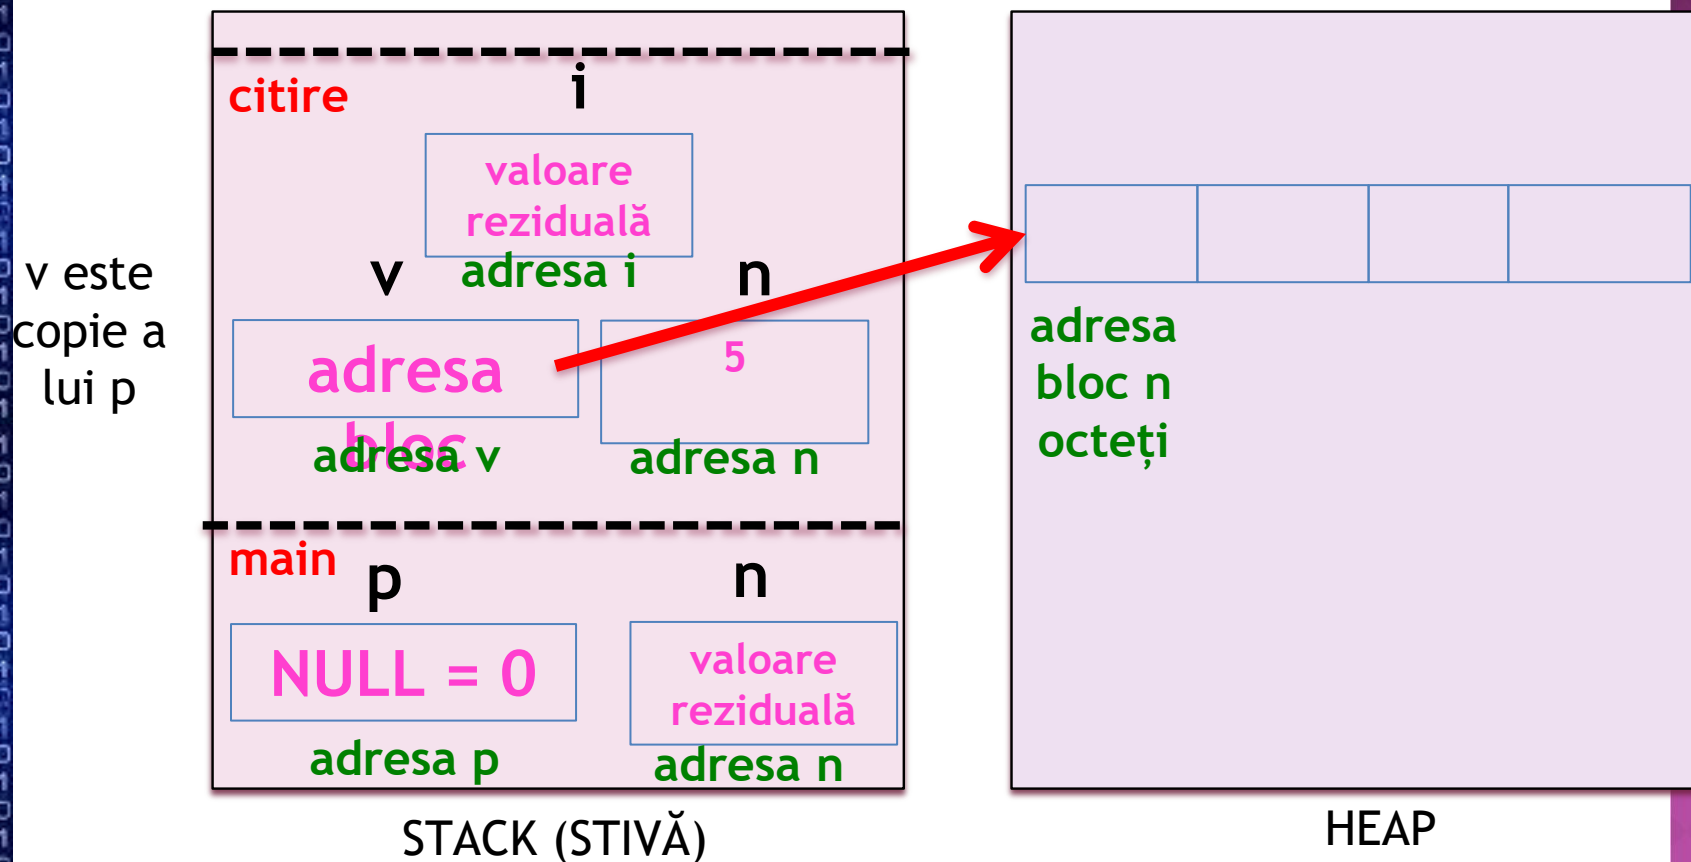 citire
i
valoare
reziduală
adresa i
v
n
v este
copie a
lui p
adresa
bloc
5
adresa v
adresa n
adresa
bloc n
octeți
main
p
n
NULL = 0
valoare
reziduală
adresa p
adresa n
STACK (STIVĂ)
HEAP